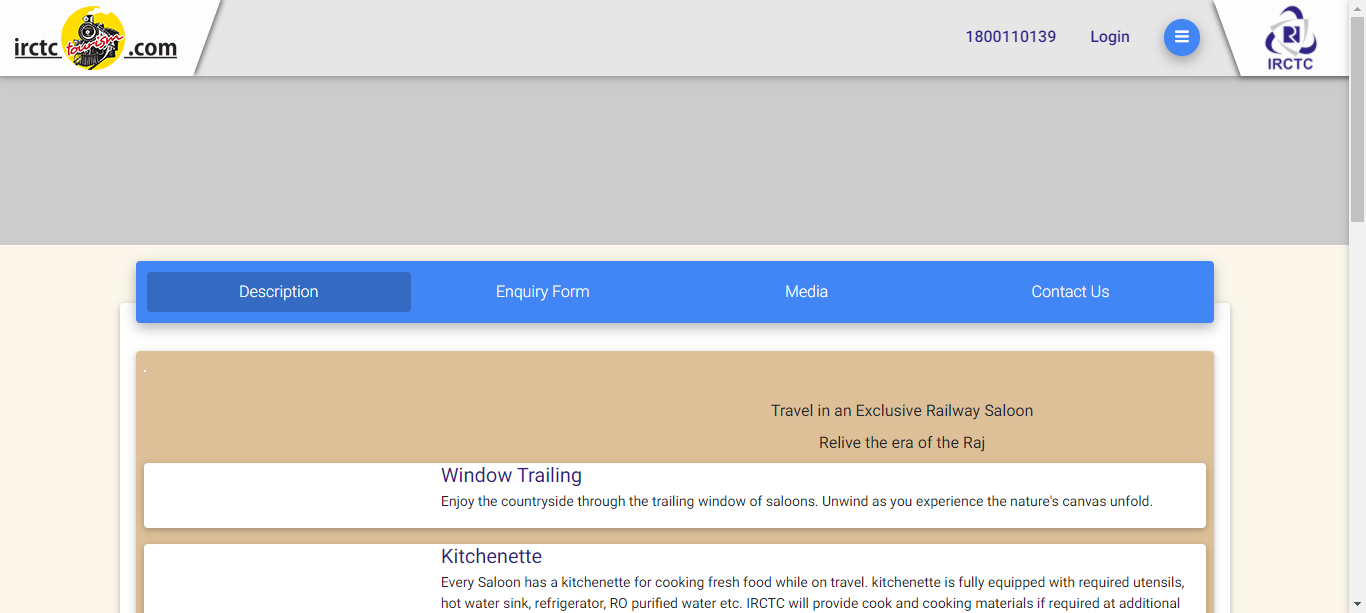 irctc tourism .com
1800110139
Login
IRCTC
Description
Enquiry Form
Media
Contact Us
.
Travel in an Exclusive Railway Saloon
Relive the era of the Raj
Window Trailing
Enjoy the countryside through the trailing window of saloons. Unwind as you experience the nature's canvas unfold.
Kitchenette
Every Saloon has a kitchenette for cooking fresh food while on travel. kitchenette is fully equipped with required utensils,
hot water sink, refrigerator, RO purified water etc. IRCTC will provide cook and cooking materials if required at additional